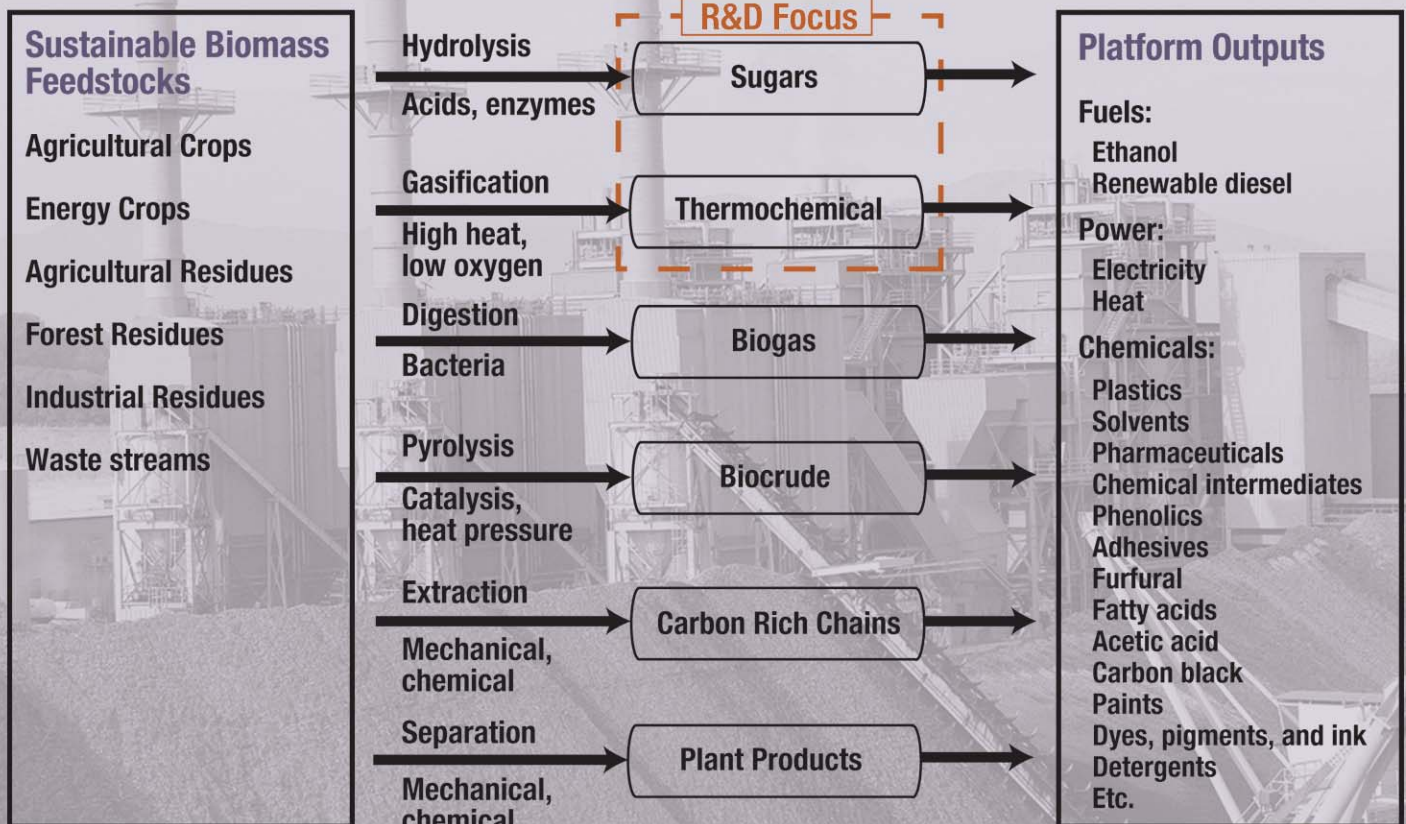 R&D Focus
Sustainable Biomass
Feedstocks
Agricultural Crops
Energy Crops
Agricultural Residues
Forest Residues
Industrial Residues
Waste streams
Hydrolysis
Acids, enzymes
Sugars
Gasification
High heat,
low oxygen
Thermochemical
Digestion
Bacteria
Biogas
Pyrolysis
Catalysis,
heat pressure
Biocrude
Extraction
Mechanical,
chemical
Carbon Rich Chains
Separation
Mechanical,
chemical
Plant Products
Platform Outputs
Fuels:
Ethanol
Renewable diesel
Power:
Electricity
Heat
Chemicals:
Plastics
Solvents
Pharmaceuticals
Chemical intermediates
Phenolics
Adhesives
Furfural
Fatty acids
Acetic acid
Carbon black
Paints
Dyes, pigments, and ink
Detergents
Etc.